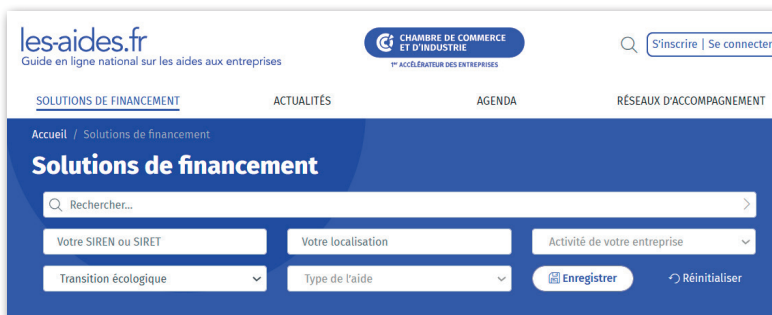 les-aides.fr
Guide en ligne national sur les aides aux entreprises
CHAMBRE DE COMMERCE
ET D'INDUSTRIE
1er ACCÉLÉRATEUR DES ENTREPRISES
S'inscrire | Se connecter
SOLUTIONS DE FINANCEMENT ACTUALITÉS AGENDA RÉSEAUX D'ACCOMPAGNEMENT
Accueil / Solutions de financement
Solutions de financement
Rechercher...
Votre SIREN ou SIRET Votre localisation Activité de votre entreprise
Transition écologique Type de l'aide Enregistrer Réinitialiser